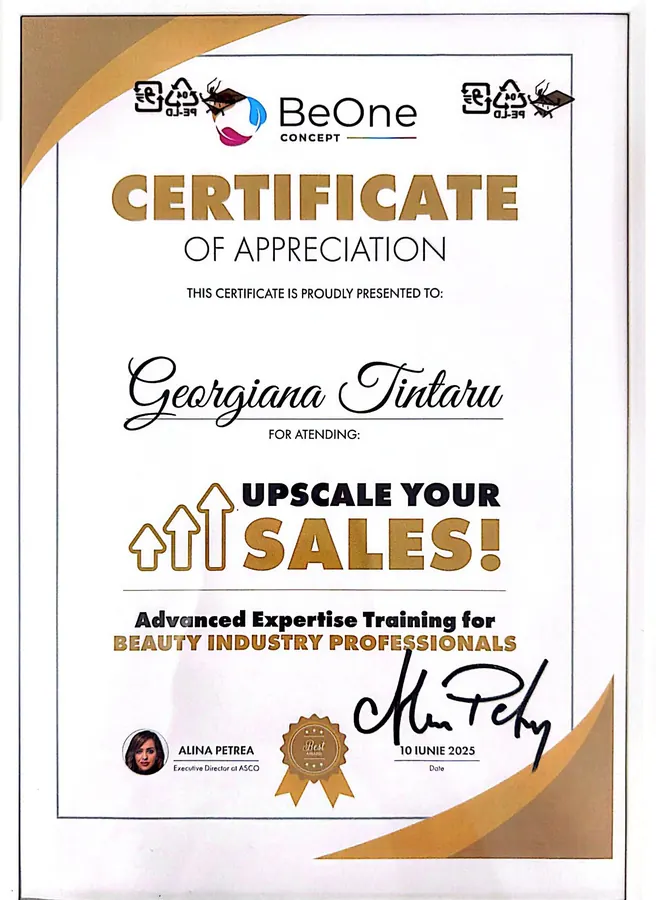 BeOne
CONCEPT
CERTIFICATE
OF APPRECIATION
THIS CERTIFICATE IS PROUDLY PRESENTED TO:
Georgiana Tintaru
FOR ATENDING:
UPSCALE YOUR
SALES!
Advanced Expertise Training for
BEAUTY INDUSTRY PROFESSIONALS
ALINA PETREA
Executive Director at ASCO
Best
10 IUNIE 2025
Date